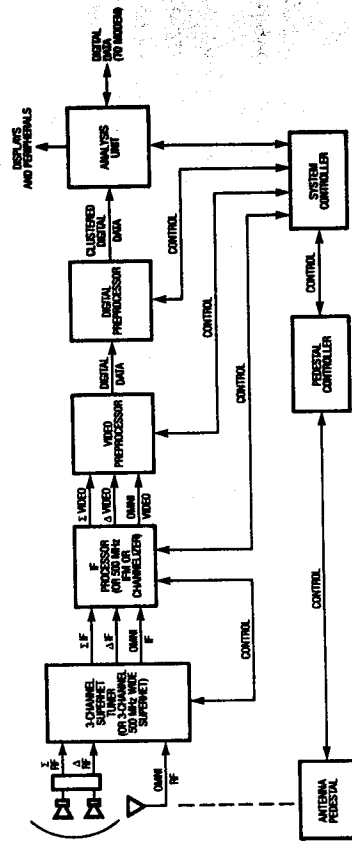 Σ
RF
Δ
RF
OMNI
RF
3-CHANNEL
SUPERHET
TUNER
(OR 3-CHANNEL
500 MHz WIDE
SUPERHET)
Σ IF
Δ IF
OMNI
IF
IF
PROCESSOR
(OR 500 MHz
IFM OR
CHANNELIZER)
Σ VIDEO
Δ VIDEO
OMNI
VIDEO
VIDEO
PREPROCESSOR
DIGITAL
DATA
DIGITAL
PREPROCESSOR
CLUSTERED
DIGITAL
DATA
ANALYSIS
UNIT
DISPLAYS
AND PERIPHERALS
DIGITAL
DATA
(TO MODEM)
CONTROL
CONTROL
CONTROL
CONTROL
ANTENNA
PEDESTAL
CONTROL
PEDESTAL
CONTROLLER
CONTROL
SYSTEM
CONTROLLER